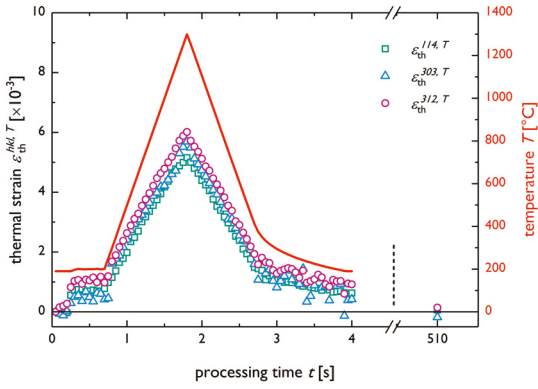 10
8
6
4
2
0
thermal strain ε_th^hkl, T [×10⁻³]
1400
1200
1000
800
600
400
200
0
temperature T [°C]
ε_th^114, T
ε_th^303, T
ε_th^312, T
0 1 2 3 4 510
processing time t [s]